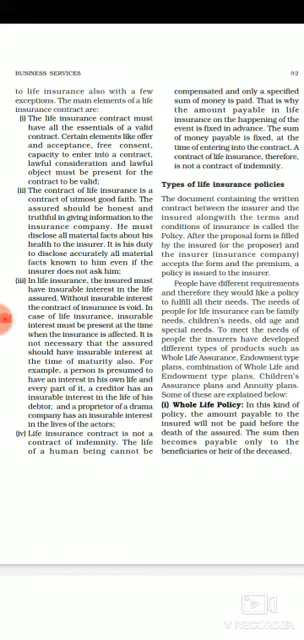 BUSINESS SERVICES
92
to life insurance also with a few
exceptions. The main elements of a life
insurance contract are:
(i) The life insurance contract must
have all the essentials of a valid
contract. Certain elements like offer
and acceptance, free consent,
capacity to enter into a contract,
lawful consideration and lawful
object must be present for the
contract to be valid;
(ii) The contract of life insurance is a
contract of utmost good faith. The
assured should be honest and
truthful in giving information to the
insurance company. He must
disclose all material facts about his
health to the insurer. It is his duty
to disclose accurately all material
facts known to him even if the
insurer does not ask him;
(iii) In life insurance, the insured must
have insurable interest in the life
assured. Without insurable interest
the contract of insurance is void. In
case of life insurance, insurable
interest must be present at the time
when the insurance is affected. It is
not necessary that the assured
should have insurable interest at
the time of maturity also. For
example, a person is presumed to
have an interest in his own life and
every part of it, a creditor has an
insurable interest in the life of his
debtor, and a proprietor of a drama
company has an insurable interest
in the lives of the actors;
(iv) Life insurance contract is not a
contract of indemnity. The life
of a human being cannot be
compensated and only a specified
sum of money is paid. That is why
the amount payable in life
insurance on the happening of the
event is fixed in advance. The sum
of money payable is fixed, at the
time of entering into the contract. A
contract of life insurance, therefore,
is not a contract of indemnity.
Types of life insurance policies
The document containing the written
contract between the insurer and the
insured alongwith the terms and
conditions of insurance is called the
Policy. After the proposal form is filled
by the insured (or the proposer) and
the insurer (insurance company)
accepts the form and the premium, a
policy is issued to the insurer.
People have different requirements
and therefore they would like a policy
to fulfill all their needs. The needs of
people for life insurance can be family
needs, children's needs, old age and
special needs. To meet the needs of
people the insurers have developed
different types of products such as
Whole Life Assurance, Endowment type
plans, combination of Whole Life and
Endowment type plans, Children's
Assurance plans and Annuity plans.
Some of these are explained below:
(i) Whole Life Policy: In this kind of
policy, the amount payable to the
insured will not be paid before the
death of the assured. The sum then
becomes payable only to the
beneficiaries or heir of the deceased.
V RECORDER